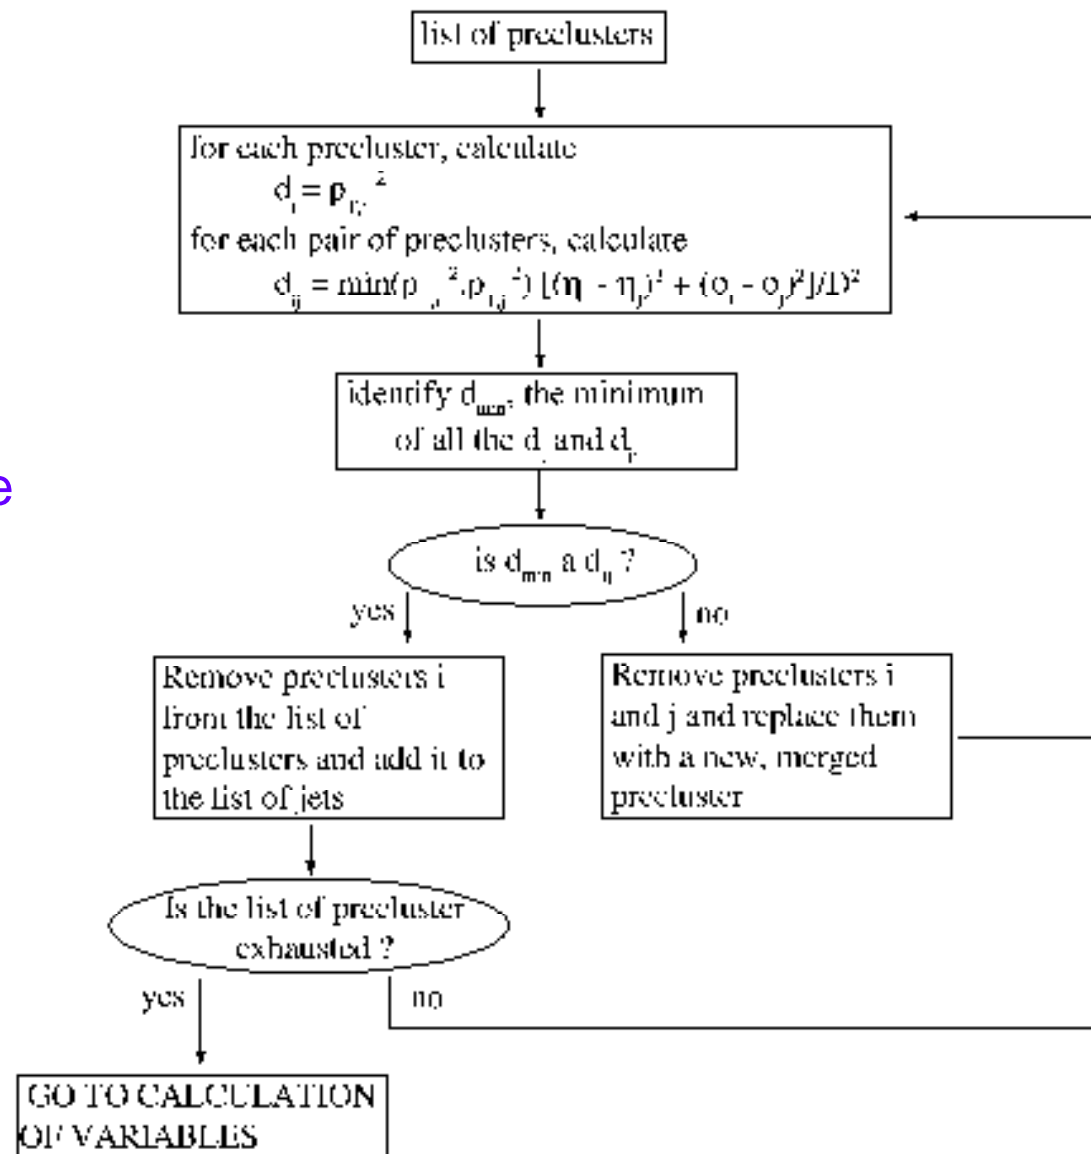 list of preclusters
for each precluster, calculate
d_i = p_T,i^2
for each pair of preclusters, calculate
d_ij = min(p_T,i^2, p_T,j^2) [(η_i - η_j)^2 + (φ_i - φ_j)^2]/D^2
identify d_min, the minimum
of all the d_i and d_ij
e
is d_min a d_ij ?
yes
no
Remove preclusters i
from the list of
preclusters and add it to
the list of jets
Remove preclusters i
and j and replace them
with a new, merged
precluster
Is the list of precluster
exhausted ?
yes
no
GO TO CALCULATION
OF VARIABLES